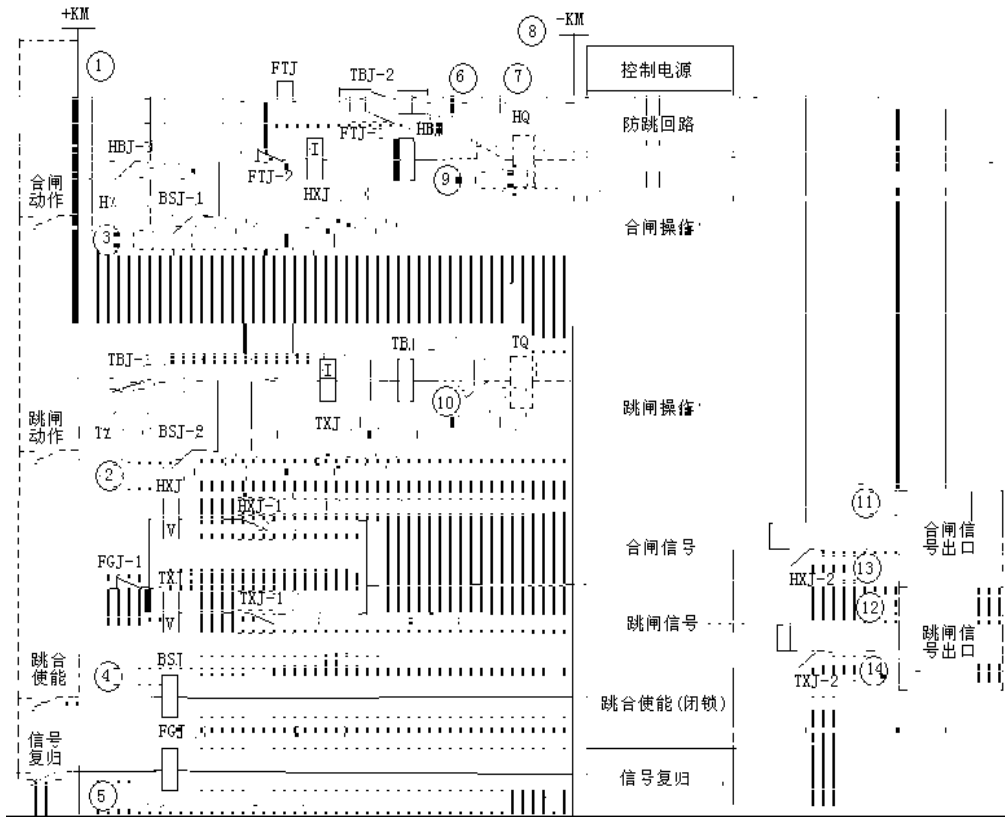 +KM
-KM
⑧
①
FTJ
TBJ-2
⑥
⑦
控制电源
HQ
FTJ-
防跳回路
HBJ-
I
合闸
动作
FTJ-2
⑨
BSJ-1
HXJ
③
合闸操作
TBJ-
TQ
I
⑩
TXJ
跳闸操作
跳闸
动作
BSJ-2
②
HXJ
HXJ-1
⑪
V
合闸信号
合闸信
号出口
FGJ-1
TXJ
HXJ-2
⑬
TXJ-1
⑫
V
跳闸信号
跳闸信
号出口
跳合
使能
④
BSJ
TXJ-2
⑭
跳合使能(闭锁)
FGJ
信号
复归
信号复归
⑤